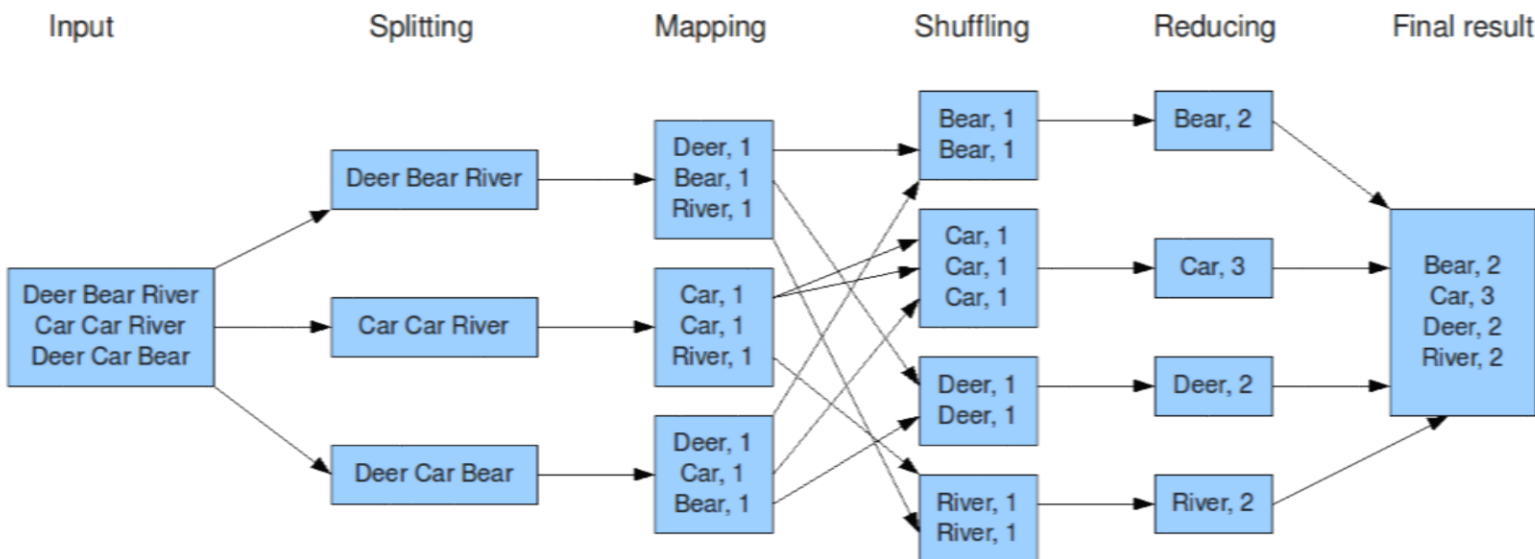 Input
Splitting
Mapping
Shuffling
Reducing
Final result
Deer Bear River
Car Car River
Deer Car Bear
Deer Bear River
Car Car River
Deer Car Bear
Deer, 1
Bear, 1
River, 1
Car, 1
Car, 1
River, 1
Deer, 1
Car, 1
Bear, 1
Bear, 1
Bear, 1
Car, 1
Car, 1
Car, 1
Deer, 1
Deer, 1
River, 1
River, 1
Bear, 2
Car, 3
Deer, 2
River, 2
Bear, 2
Car, 3
Deer, 2
River, 2